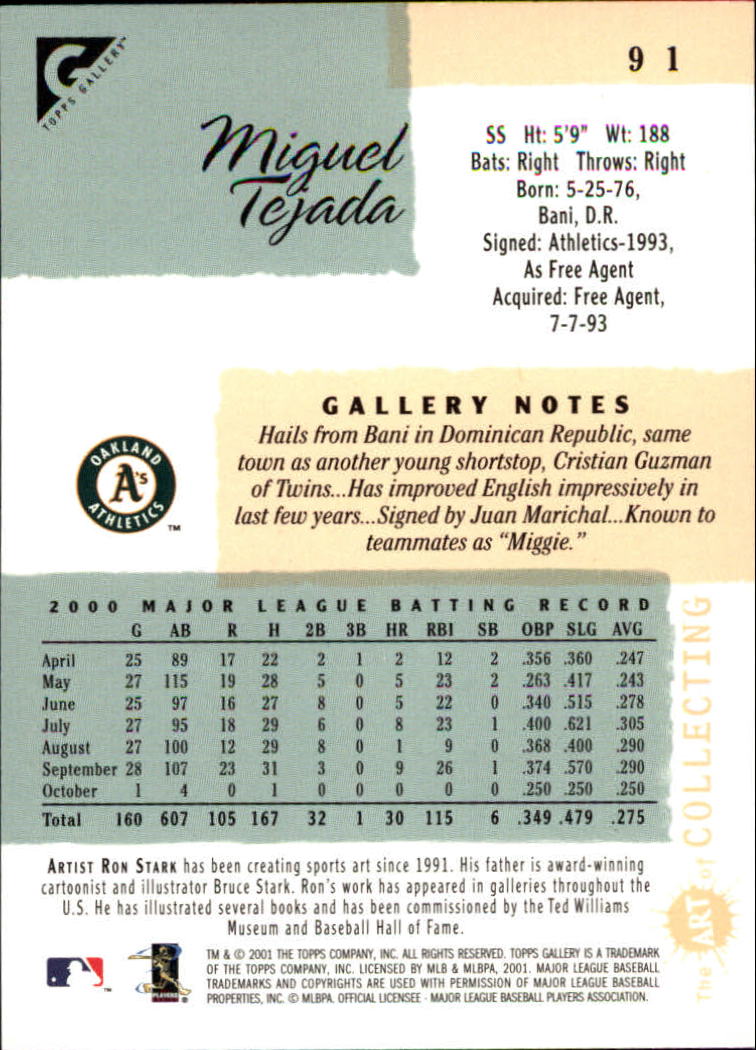 G
TOPPS GALLERY™
9 1
Miguel
Tejada
SS Ht: 5'9" Wt: 188
Bats: Right Throws: Right
Born: 5-25-76,
Bani, D.R.
Signed: Athletics-1993,
As Free Agent
Acquired: Free Agent,
7-7-93
GALLERY NOTES
Hails from Bani in Dominican Republic, same
town as another young shortstop, Cristian Guzman
of Twins...Has improved English impressively in
last few years...Signed by Juan Marichal...Known to
teammates as “Miggie.”
OAKLAND
A's
ATHLETICS
™
2000 MAJOR LEAGUE BATTING RECORD
G AB R H 2B 3B HR RBI SB OBP SLG AVG
April 25 89 17 22 2 1 2 12 2 .356 .360 .247
May 27 115 19 28 5 0 5 23 2 .263 .417 .243
June 25 97 16 27 8 0 5 22 0 .340 .515 .278
July 27 95 18 29 6 0 8 23 1 .400 .621 .305
August 27 100 12 29 8 0 1 9 0 .368 .400 .290
September 28 107 23 31 3 0 9 26 1 .374 .570 .290
October 1 4 0 1 0 0 0 0 0 .250 .250 .250
Total 160 607 105 167 32 1 30 115 6 .349 .479 .275
The ART of COLLECTING
ARTIST RON STARK has been creating sports art since 1991. His father is award-winning
cartoonist and illustrator Bruce Stark. Ron's work has appeared in galleries throughout the
U.S. He has illustrated several books and has been commissioned by the Ted Williams
Museum and Baseball Hall of Fame.
™
PLAYERS
®
TM & © 2001 THE TOPPS COMPANY, INC. ALL RIGHTS RESERVED. TOPPS GALLERY IS A TRADEMARK
OF THE TOPPS COMPANY, INC. LICENSED BY MLB & MLBPA, 2001. MAJOR LEAGUE BASEBALL
TRADEMARKS AND COPYRIGHTS ARE USED WITH PERMISSION OF MAJOR LEAGUE BASEBALL
PROPERTIES, INC. © MLBPA. OFFICIAL LICENSEE - MAJOR LEAGUE BASEBALL PLAYERS ASSOCIATION.